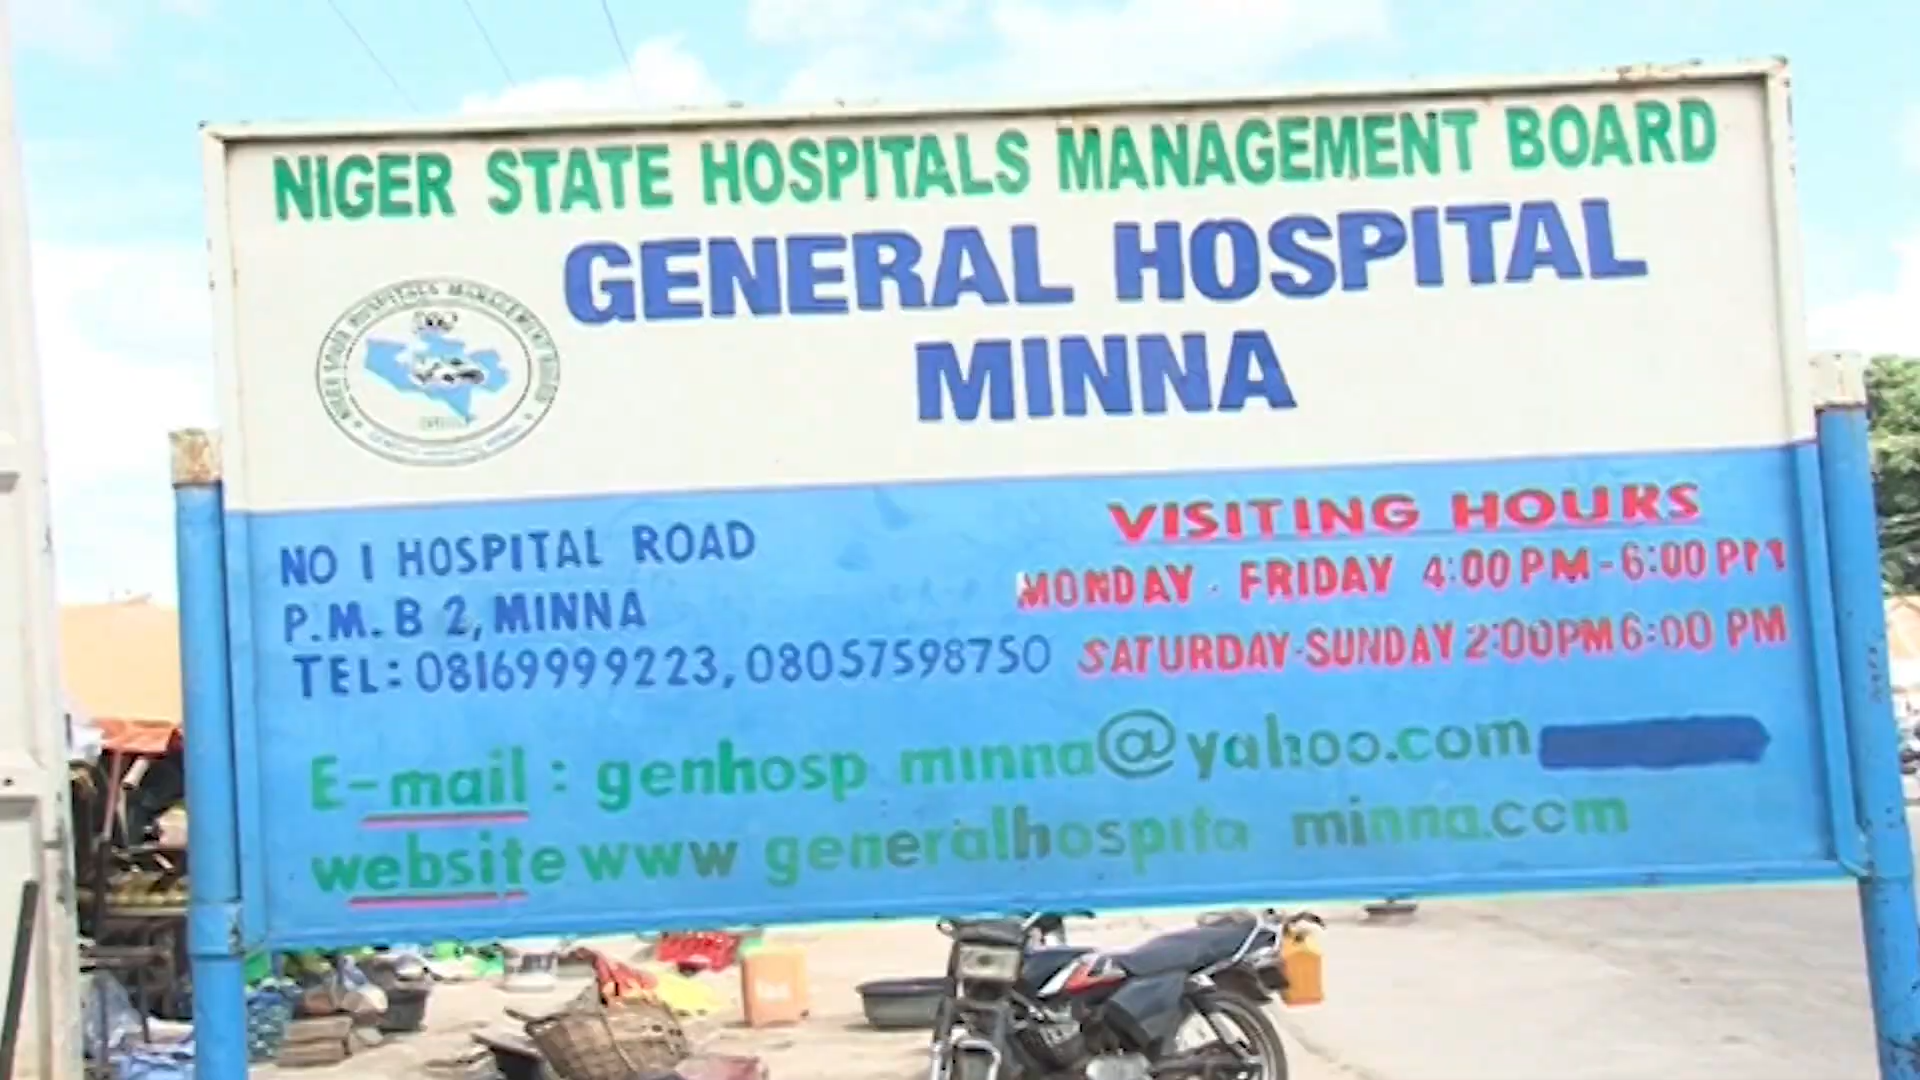 NIGER STATE HOSPITALS MANAGEMENT BOARD
GENERAL HOSPITAL
MINNA
NO 1 HOSPITAL ROAD
P.M.B 2, MINNA
TEL: 08169999223, 08057598750
VISITING HOURS
MONDAY - FRIDAY 4:00 PM - 6:00 PM
SATURDAY-SUNDAY 2:00PM 6:00 PM
E-mail : genhosp minna@yahoo.com
website www generalhospita minna.com